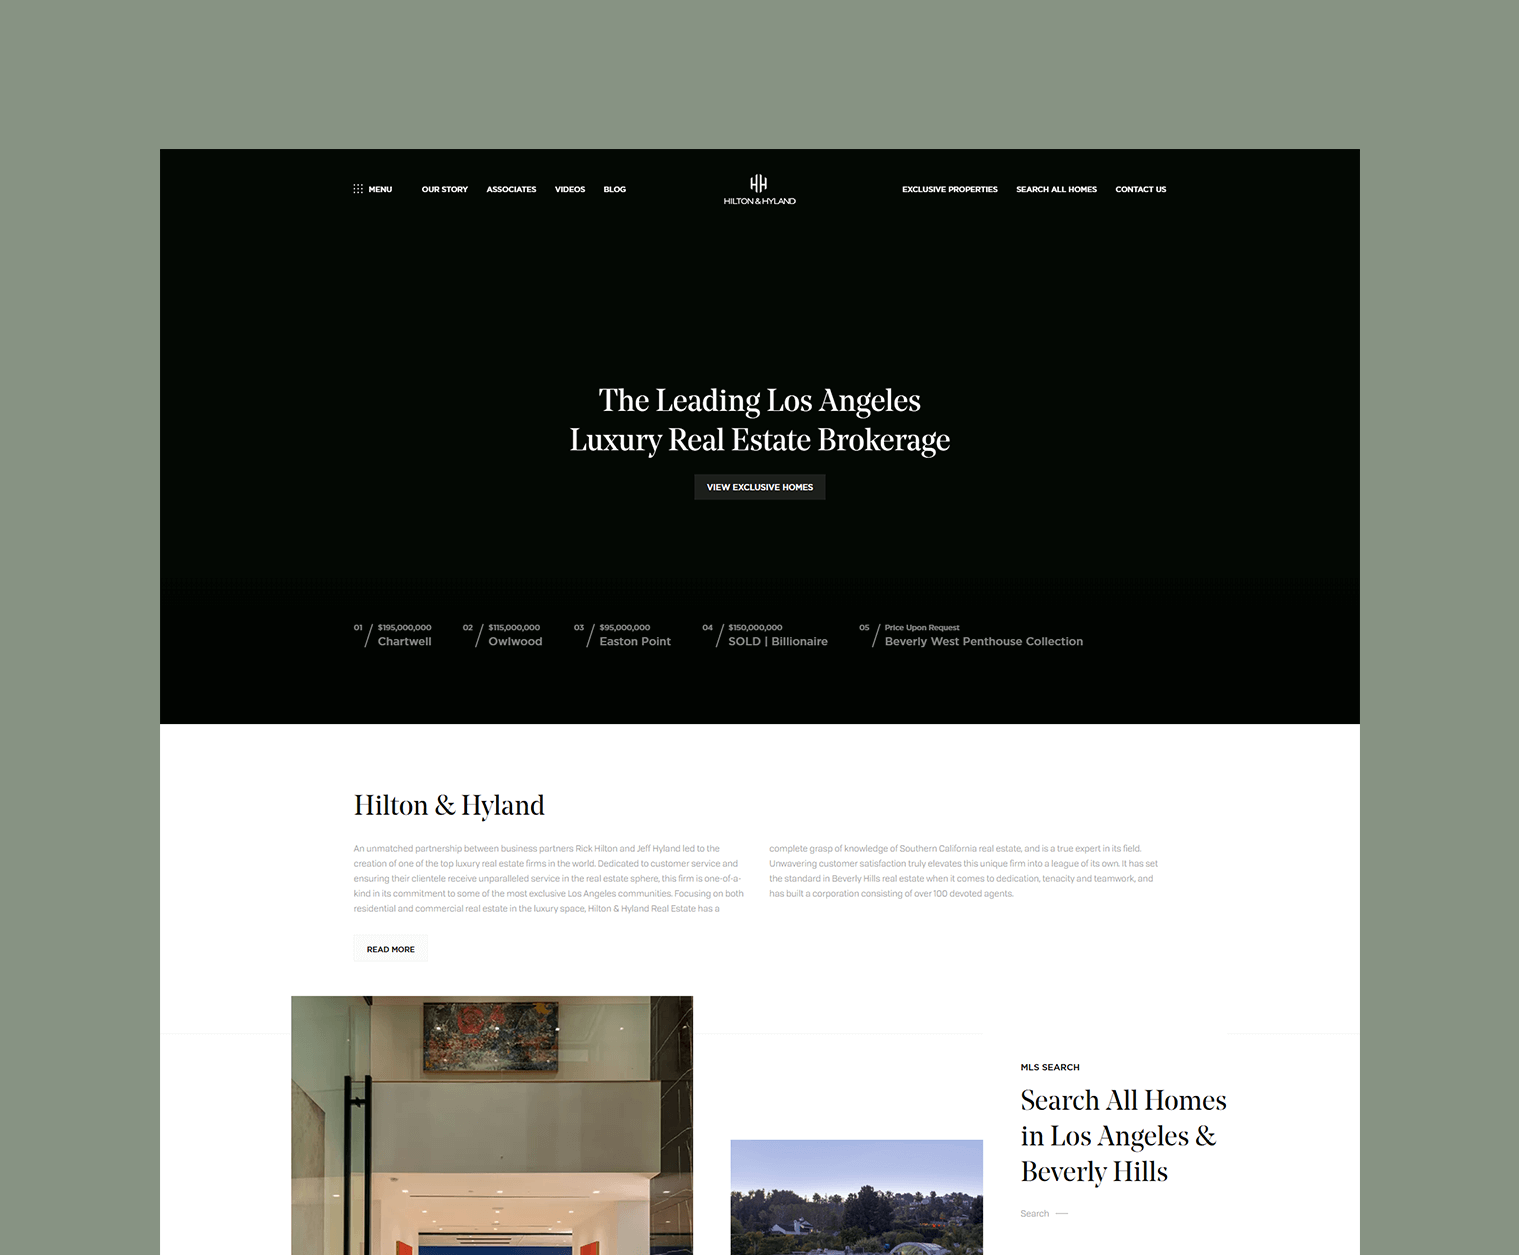 MENU
OUR STORY
ASSOCIATES
VIDEOS
BLOG
HILTON & HYLAND
EXCLUSIVE PROPERTIES
SEARCH ALL HOMES
CONTACT US
The Leading Los Angeles
Luxury Real Estate Brokerage
VIEW EXCLUSIVE HOMES
01 / $195,000,000
Chartwell
02 / $115,000,000
Owlwood
03 / $95,000,000
Easton Point
04 / $150,000,000
SOLD | Billionaire
05 / Price Upon Request
Beverly West Penthouse Collection
Hilton & Hyland
An unmatched partnership between business partners Rick Hilton and Jeff Hyland led to the
creation of one of the top luxury real estate firms in the world. Dedicated to customer service and
ensuring their clientele receive unparalleled service in the real estate sphere, this firm is one-of-a-
kind in its commitment to some of the most exclusive Los Angeles communities. Focusing on both
residential and commercial real estate in the luxury space, Hilton & Hyland Real Estate has a
complete grasp of knowledge of Southern California real estate, and is a true expert in its field.
Unwavering customer satisfaction truly elevates this unique firm into a league of its own. It has set
the standard in Beverly Hills real estate when it comes to dedication, tenacity and teamwork, and
has built a corporation consisting of over 100 devoted agents.
READ MORE
MLS SEARCH
Search All Homes
in Los Angeles &
Beverly Hills
Search